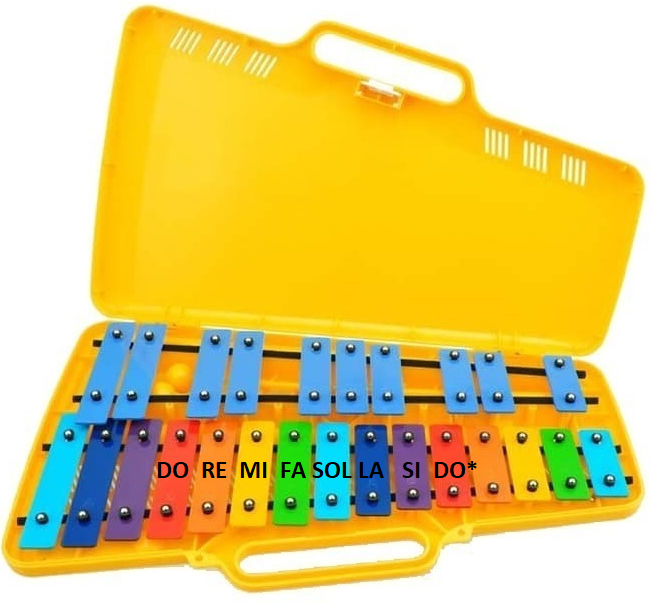 DO RE MI FA SOL LA SI DO*